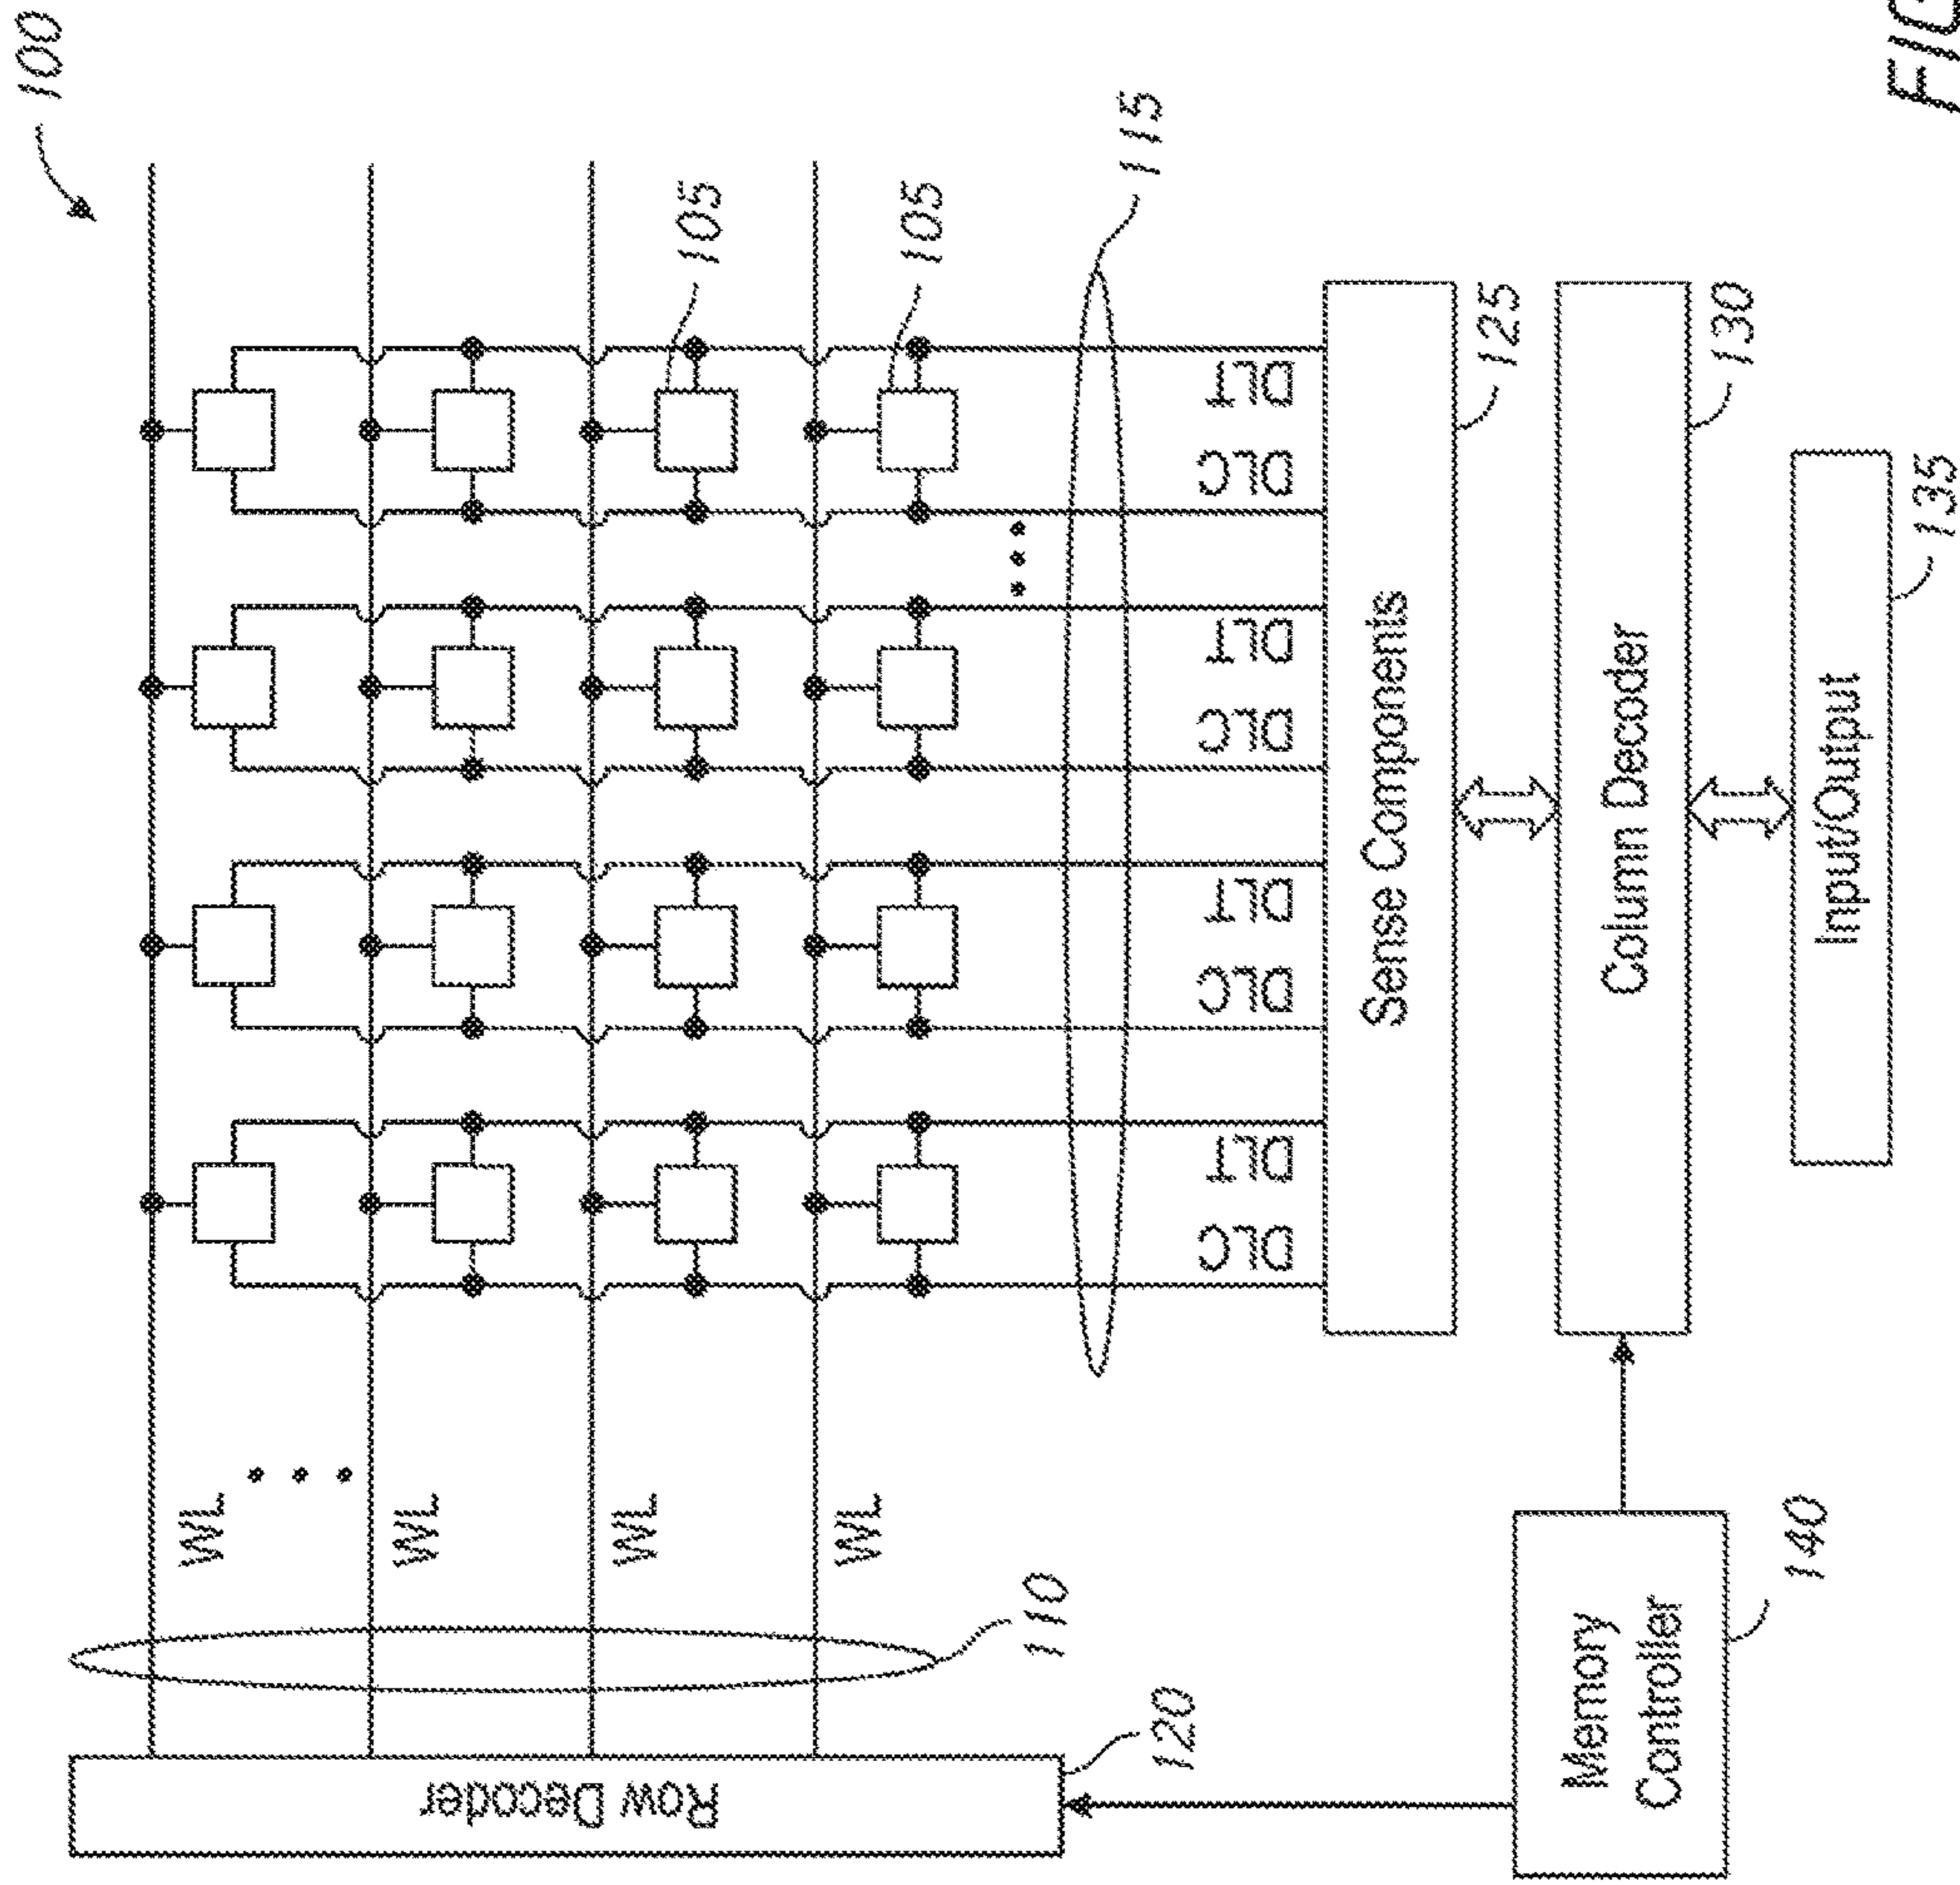 100
WL
WL
105
WL
Row Decoder
105
WL
110
115
120
DLC DLT DLC DLT DLC DLT DLC DLT
Sense Components
125
Memory
Controller
Column Decoder
130
140
Input/Output
135
FIG